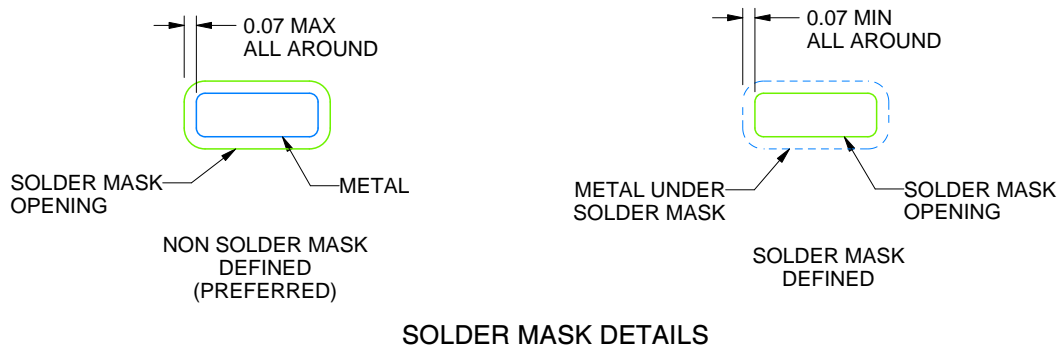 0.07 MAX
ALL AROUND
SOLDER MASK
OPENING
METAL
NON SOLDER MASK
DEFINED
(PREFERRED)
0.07 MIN
ALL AROUND
METAL UNDER
SOLDER MASK
SOLDER MASK
OPENING
SOLDER MASK
DEFINED
SOLDER MASK DETAILS